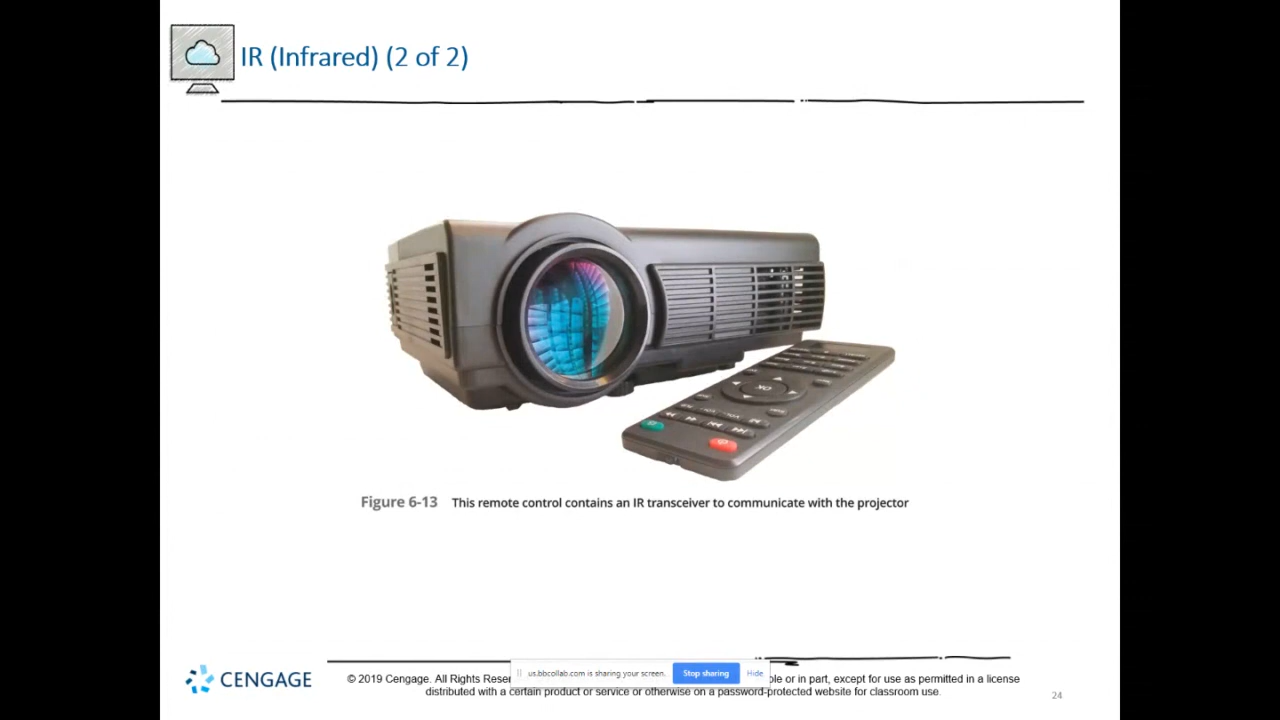 IR (Infrared) (2 of 2)
OK
Figure 6-13 This remote control contains an IR transceiver to communicate with the projector
CENGAGE
© 2019 Cengage. All Rights Reser
us.bbcollab.com is sharing your screen.
Stop sharing
Hide
or in part, except for use as permitted in a license
distributed with a certain product or service or otherwise on a password-protected website for classroom use.
24